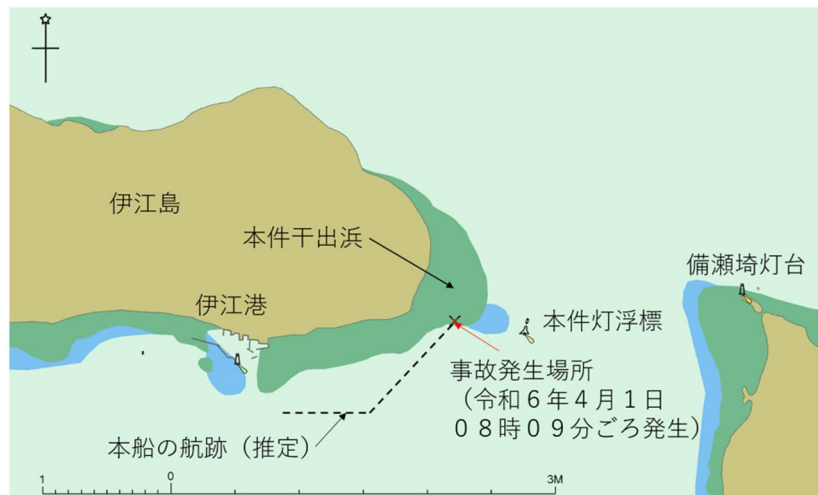 伊江島
本件干出浜
備瀬埼灯台
伊江港
本件灯浮標
事故発生場所
（令和６年４月１日
０８時０９分ごろ発生）
本船の航跡（推定）
1 0 3M